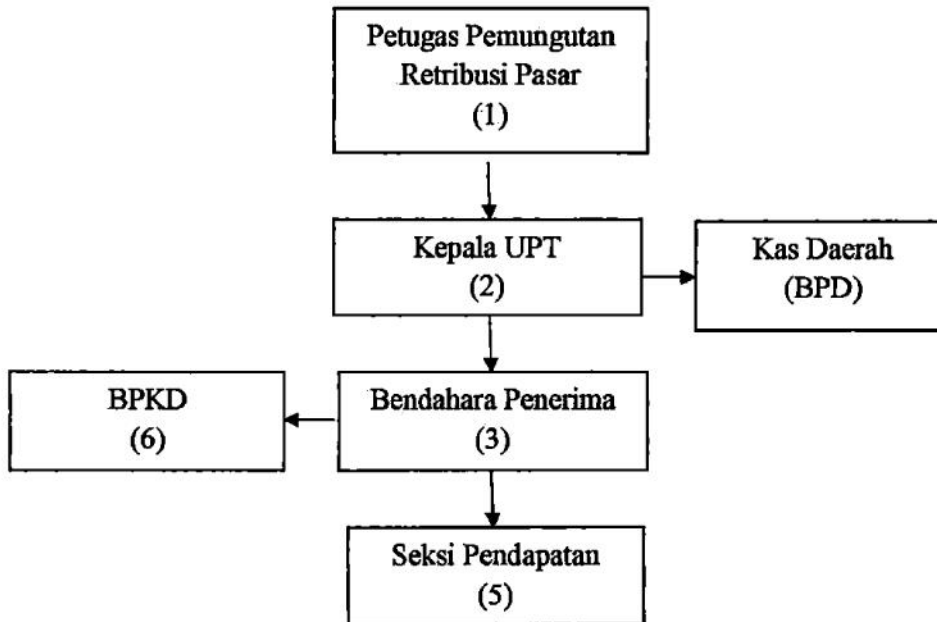 Petugas Pemungutan
Retribusi Pasar
(1)
Kepala UPT
(2)
Kas Daerah
(BPD)
BPKD
(6)
Bendahara Penerima
(3)
Seksi Pendapatan
(5)